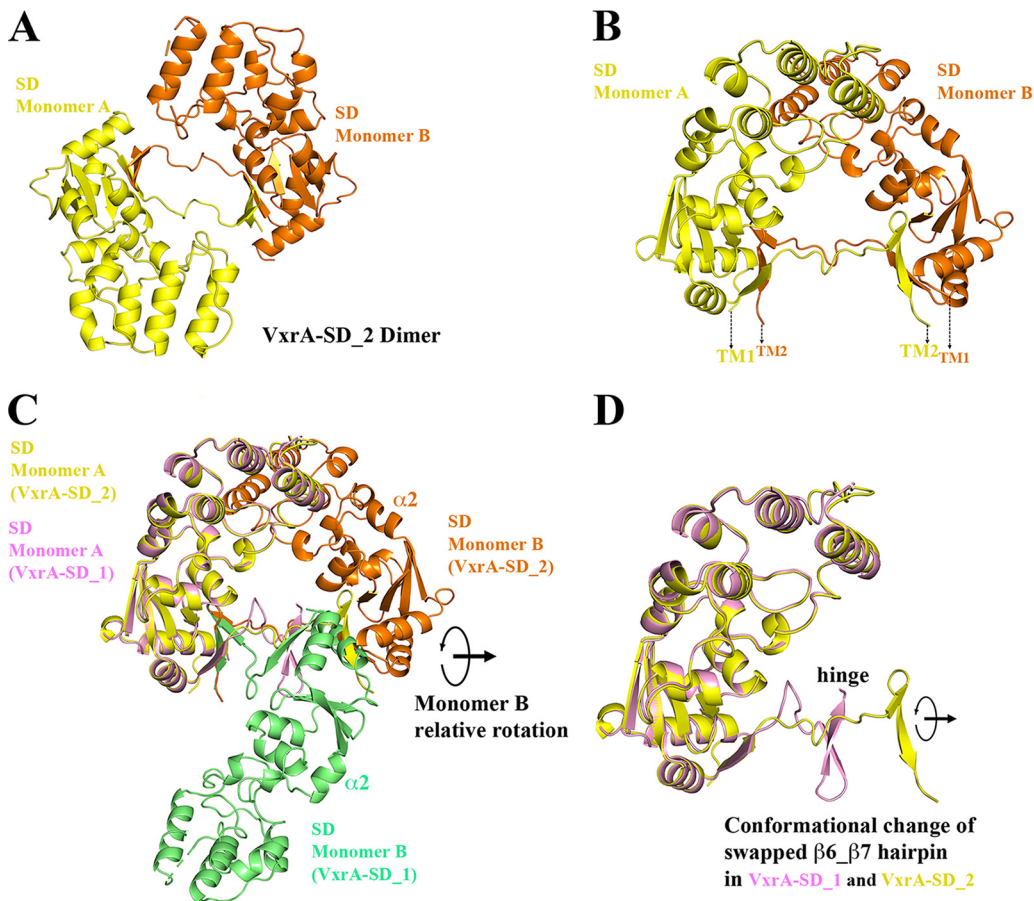 A
SD
Monomer A
SD
Monomer B
VxrA-SD_2 Dimer
B
SD
Monomer A
SD
Monomer B
TM1 TM2
TM2 TM1
C
SD
Monomer A
(VxrA-SD_2)
SD
Monomer A
(VxrA-SD_1)
α2
SD
Monomer B
(VxrA-SD_2)
Monomer B
relative rotation
α2
SD
Monomer B
(VxrA-SD_1)
D
hinge
Conformational change of
swapped β6_β7 hairpin
in VxrA-SD_1 and VxrA-SD_2